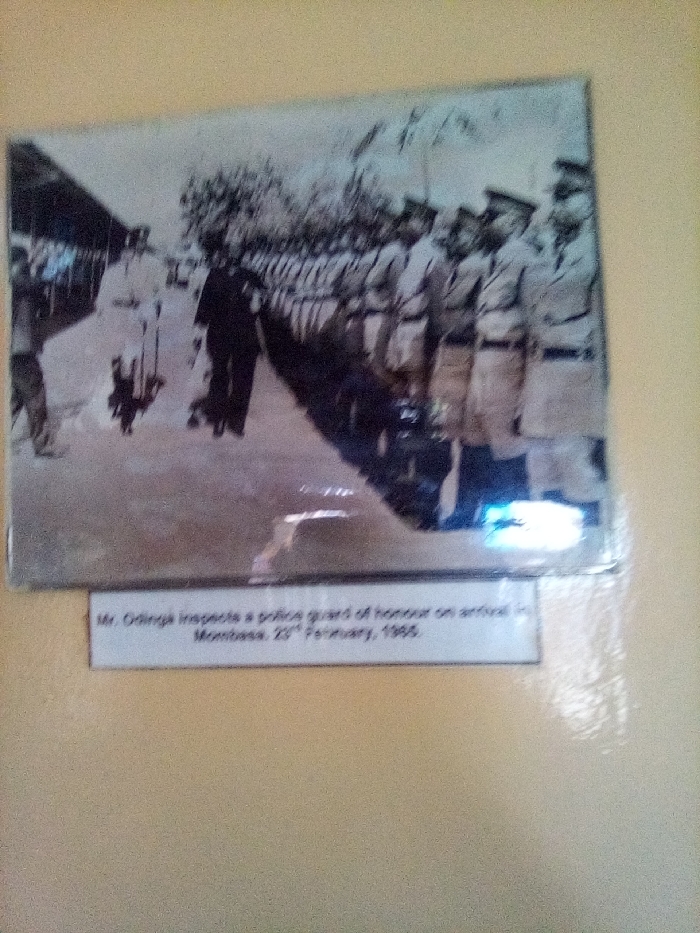 Mr. Odinga inspects a police guard of honour on arrival in
Mombasa. 23rd February, 1965.